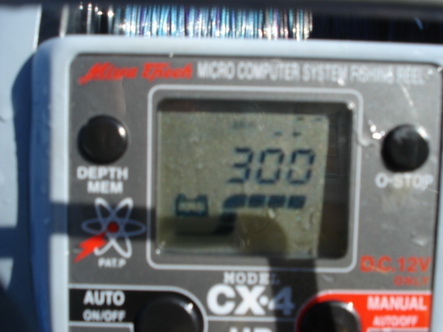 MICRO COMPUTER SYSTEM FISHING REEL
300
DEPTH
MEM
O-STOP
PAT.P
D.C.12V
MODEL
CX-4
AUTO
ON/OFF
MANUAL
AUTO/OFF